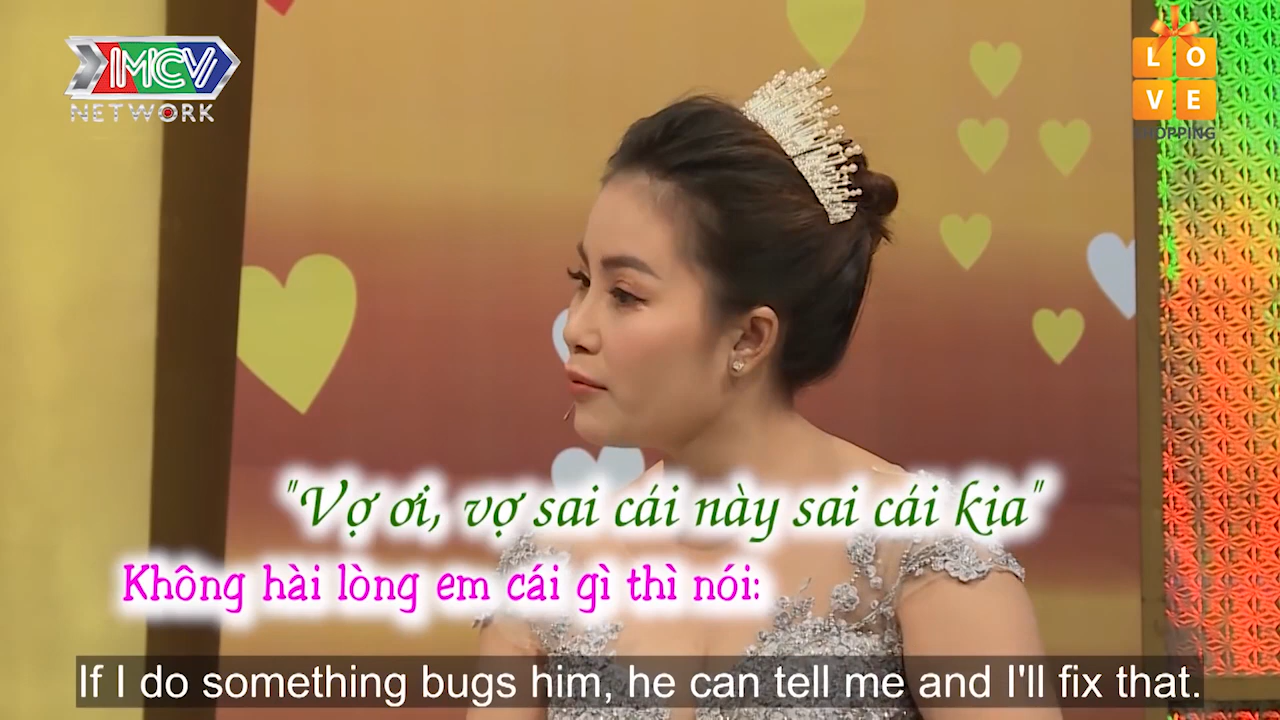 MCV
NETWORK
LOVE
SHOPPING
"Vợ ơi, vợ sai cái này sai cái kia"
Không hài lòng em cái gì thì nói:
If I do something bugs him, he can tell me and I'll fix that.